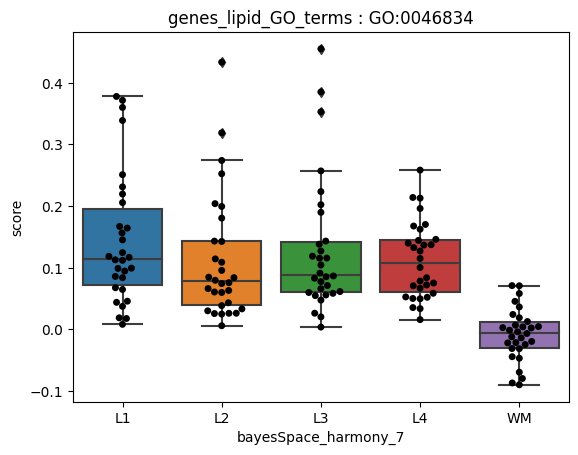 genes_lipid_GO_terms : GO:0046834
0.4
0.3
0.2
0.1
0.0
−0.1
score
L1 L2 L3 L4 WM
bayesSpace_harmony_7